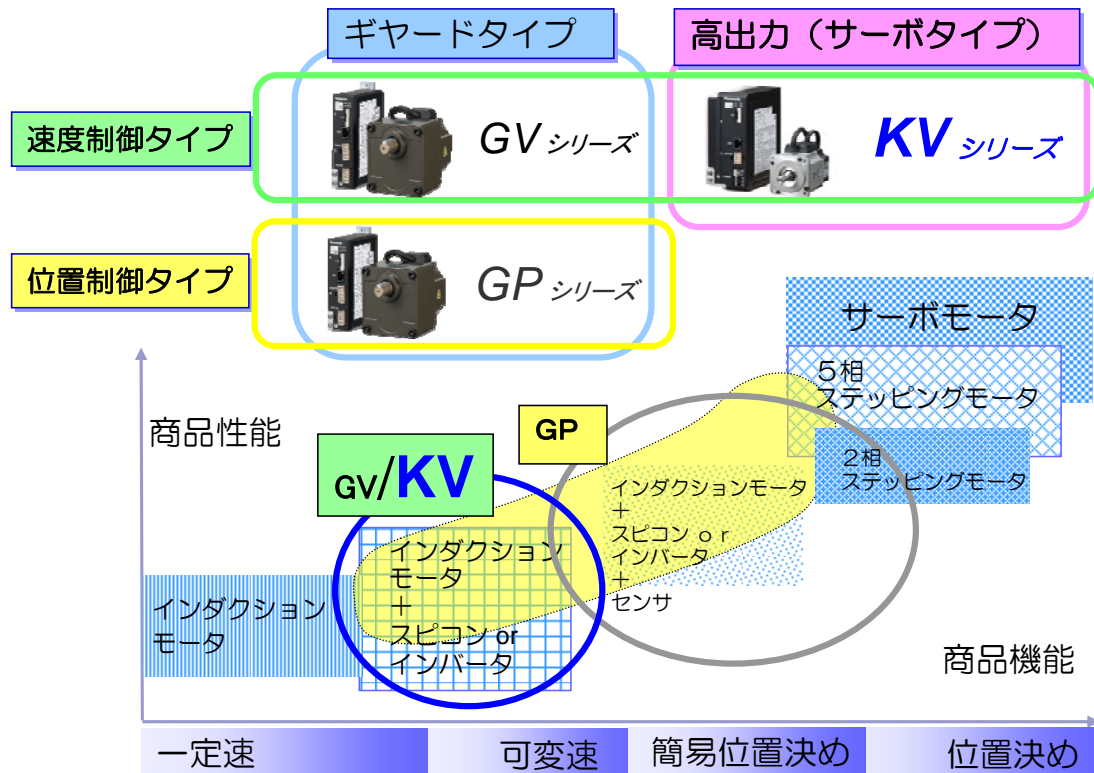 ギヤードタイプ
高出力（サーボタイプ）
速度制御タイプ
GV シリーズ
KV シリーズ
位置制御タイプ
GP シリーズ
サーボモータ
5相
ステッピングモータ
2相
ステッピングモータ
商品性能
GP
GV/KV
インダクションモータ
+
スピコン or
インバータ
+
センサ
インダクション
モータ
+
スピコン or
インバータ
インダクション
モータ
商品機能
一定速
可変速
簡易位置決め
位置決め